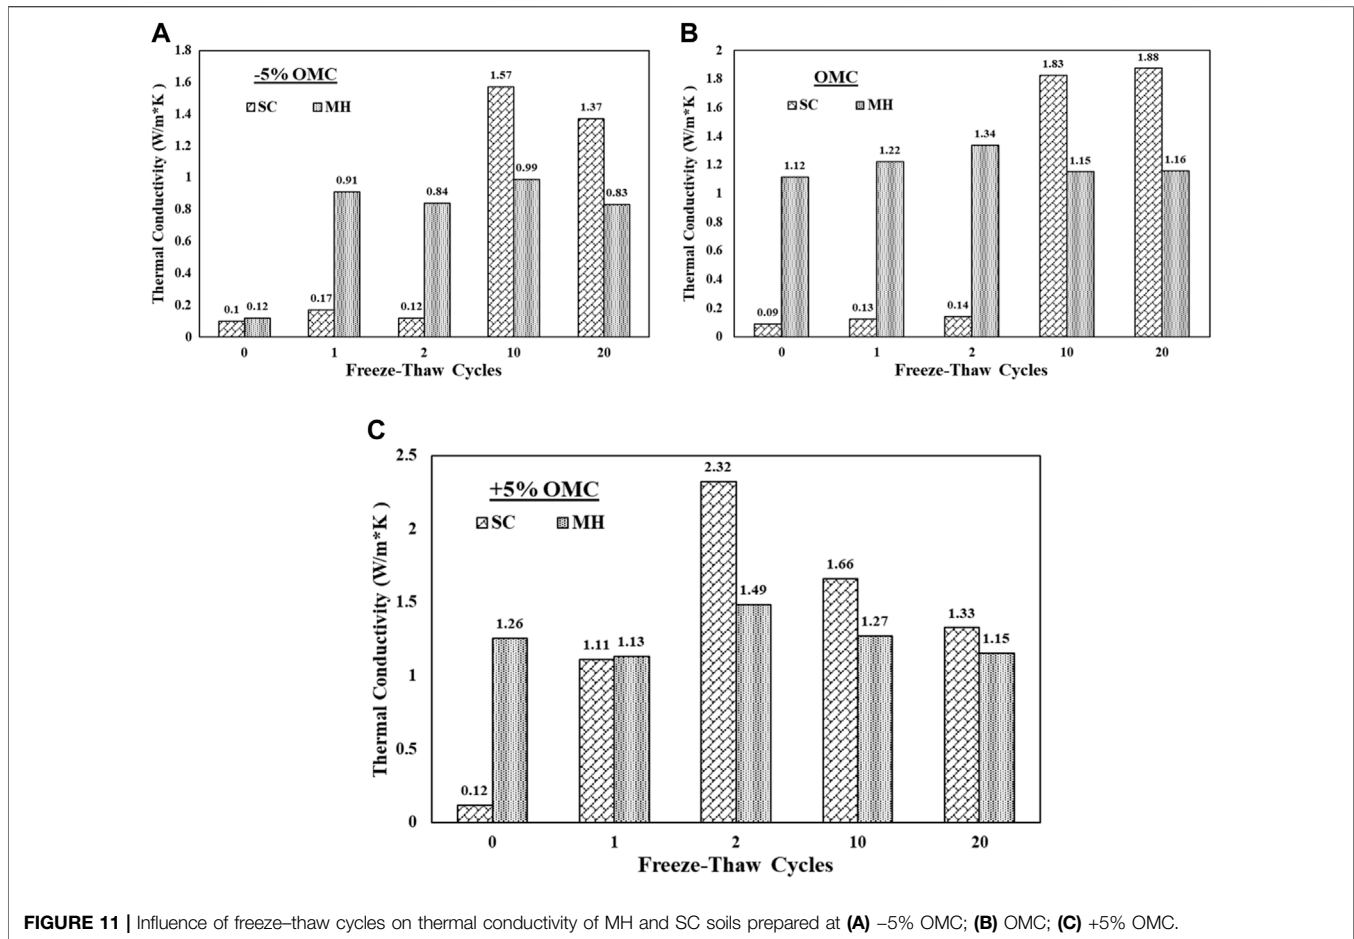 A
-5% OMC
SC MH
Thermal Conductivity (W/m*K )
1.8
1.6
1.4
1.2
1
0.8
0.6
0.4
0.2
0
0.1 0.12 0.17 0.91 0.12 0.84 1.57 0.99 1.37 0.83
0 1 2 10 20
Freeze-Thaw Cycles
B
OMC
SC MH
Thermal Conductivity (W/m*K )
2
1.8
1.6
1.4
1.2
1
0.8
0.6
0.4
0.2
0
0.09 1.12 0.13 1.22 0.14 1.34 1.83 1.15 1.88 1.16
0 1 2 10 20
Freeze-Thaw Cycles
C
+5% OMC
SC MH
Thermal Conductivity (W/m*K )
2.5
2
1.5
1
0.5
0
0.12 1.26 1.11 1.13 2.32 1.49 1.66 1.27 1.33 1.15
0 1 2 10 20
Freeze-Thaw Cycles
FIGURE 11 | Influence of freeze–thaw cycles on thermal conductivity of MH and SC soils prepared at (A) −5% OMC; (B) OMC; (C) +5% OMC.